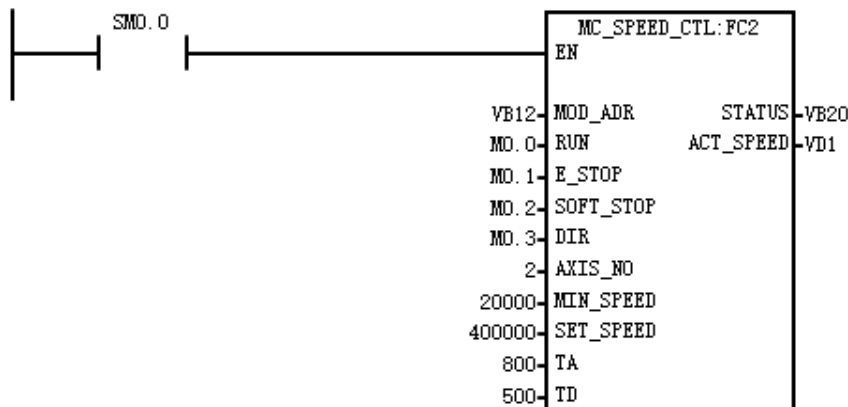 SM0.0
MC_SPEED_CTL:FC2
EN
VB12 MOD_ADR STATUS VB20
M0.0 RUN ACT_SPEED VD1
M0.1 E_STOP
M0.2 SOFT_STOP
M0.3 DIR
2 AXIS_NO
20000 MIN_SPEED
400000 SET_SPEED
800 TA
500 TD